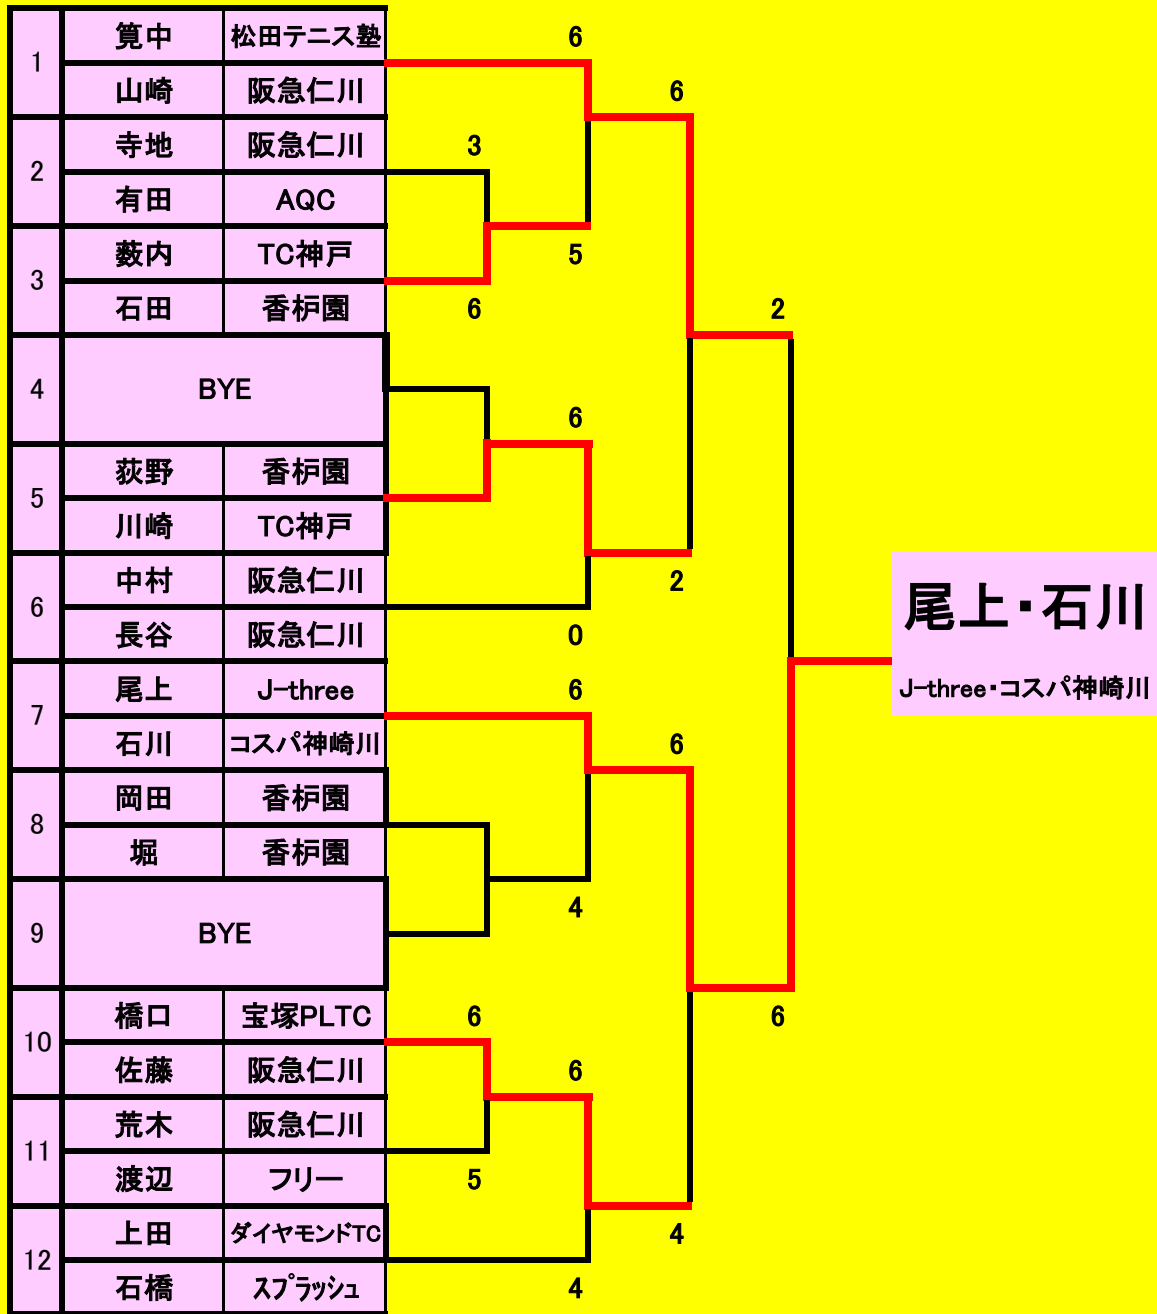 筧中 松田テニス塾 6
1
山崎 阪急仁川 6
寺地 阪急仁川 3
2
有田 AQC
薮内 TC神戸 5
3
石田 香枦園 6 2
4 BYE
6
荻野 香枦園
5
川崎 TC神戸
中村 阪急仁川 2
6
長谷 阪急仁川 0
尾上・石川
J-three・コスパ神崎川
尾上 J-three 6
7
石川 コスパ神崎川 6
岡田 香枦園
8
堀 香枦園
4
9 BYE
橋口 宝塚PLTC 6 6
10
佐藤 阪急仁川 6
荒木 阪急仁川
11
渡辺 フリー 5
上田 ダイヤモンドTC 4
12
石橋 スプラッシュ 4